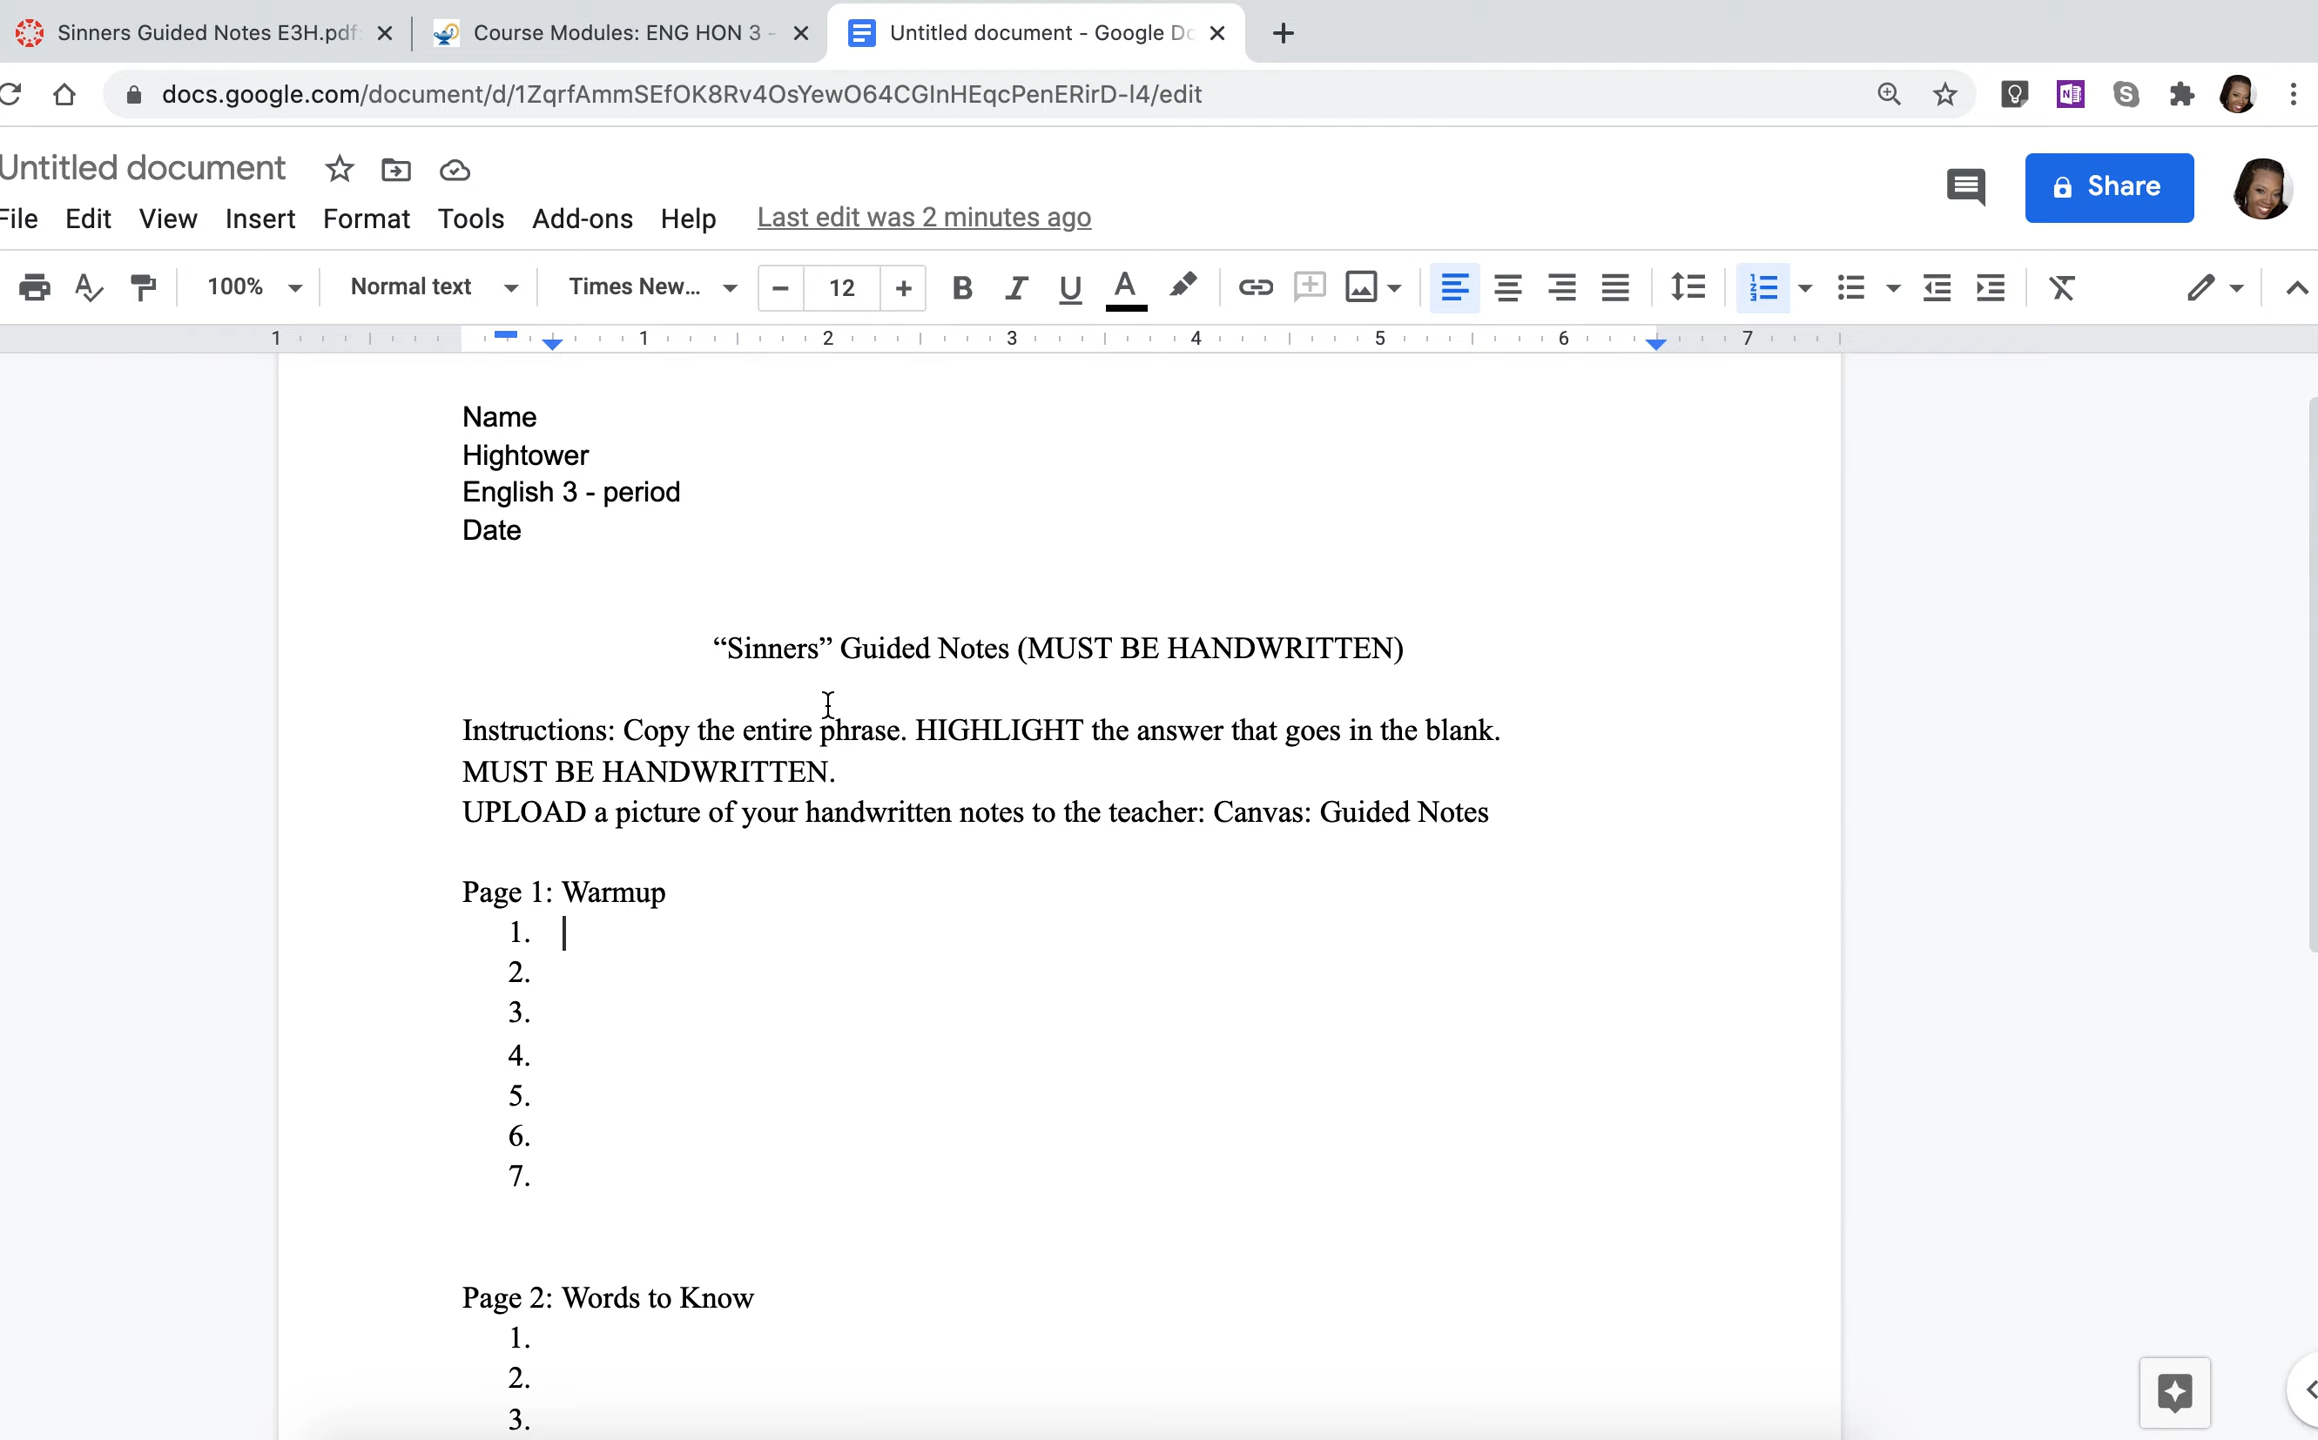 Sinners Guided Notes E3H.pdf
Course Modules: ENG HON 3 -
Untitled document - Google Do
docs.google.com/document/d/1ZqrfAmmSEfOK8Rv4OsYewO64CGInHEqcPenERirD-I4/edit
Untitled document
Share
File Edit View Insert Format Tools Add-ons Help Last edit was 2 minutes ago
100% Normal text Times New... - 12 + B I U A
1 1 2 3 4 5 6 7
Name
Hightower
English 3 - period
Date
“Sinners” Guided Notes (MUST BE HANDWRITTEN)
Instructions: Copy the entire phrase. HIGHLIGHT the answer that goes in the blank.
MUST BE HANDWRITTEN.
UPLOAD a picture of your handwritten notes to the teacher: Canvas: Guided Notes
Page 1: Warmup
1.
2.
3.
4.
5.
6.
7.
Page 2: Words to Know
1.
2.
3.